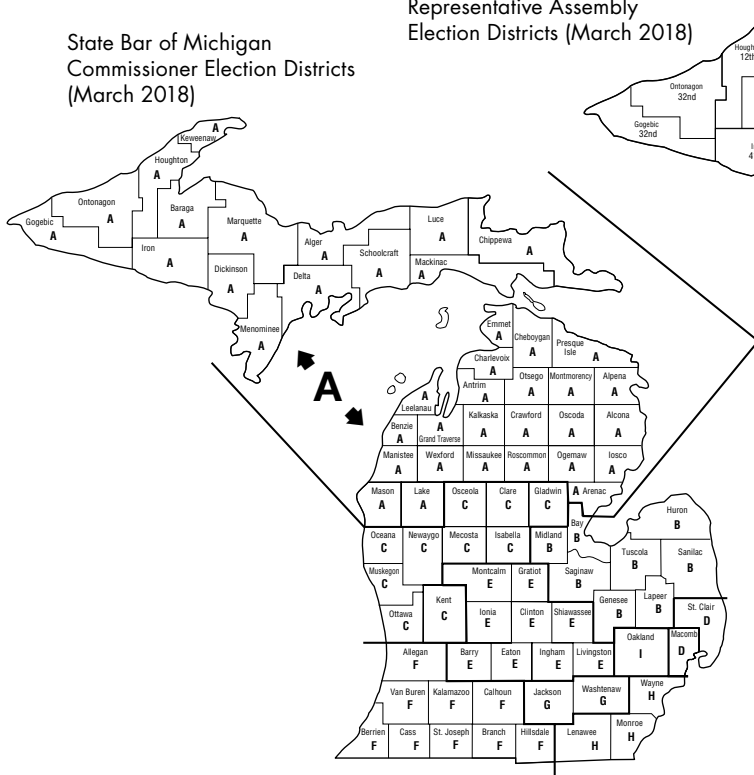 Representative Assembly
Election Districts (March 2018)
State Bar of Michigan
Commissioner Election Districts
(March 2018)
Ontonagon
32nd
Gogebic
32nd
12th
A
Keweenaw
Houghton
A
Ontonagon
A
Baraga
A
Gogebic
A
Marquette
A
Iron
A
Alger
A
Luce
A
Chippewa
A
Schoolcraft
A
Mackinac
A
Dickinson
A
Delta
A
Menominee
A
A
Emmet
A
Cheboygan
A
Presque
Isle
A
Charlevoix
A
Antrim
A
Otsego
A
Montmorency
A
Alpena
A
A
Leelanau
Benzie
A
A
Grand Traverse
Kalkaska
A
Crawford
A
Oscoda
A
Alcona
A
Manistee
A
Wexford
A
Missaukee
A
Roscommon
A
Ogemaw
A
Iosco
A
Mason
A
Lake
A
Osceola
C
Clare
C
Gladwin
C
A Arenac
Huron
B
Bay
B
Oceana
C
Newaygo
C
Mecosta
C
Isabella
C
Midland
B
Tuscola
B
Sanilac
B
Muskegon
C
Montcalm
E
Gratiot
E
Saginaw
B
Kent
C
Genesee
B
Lapeer
B
St. Clair
D
Ottawa
C
Ionia
E
Clinton
E
Shiawassee
E
Oakland
I
Macomb
D
Allegan
F
Barry
E
Eaton
E
Ingham
E
Livingston
E
Van Buren
F
Kalamazoo
F
Calhoun
F
Jackson
G
Washtenaw
G
Wayne
H
Berrien
F
Cass
F
St. Joseph
F
Branch
F
Hillsdale
F
Lenawee
H
Monroe
H